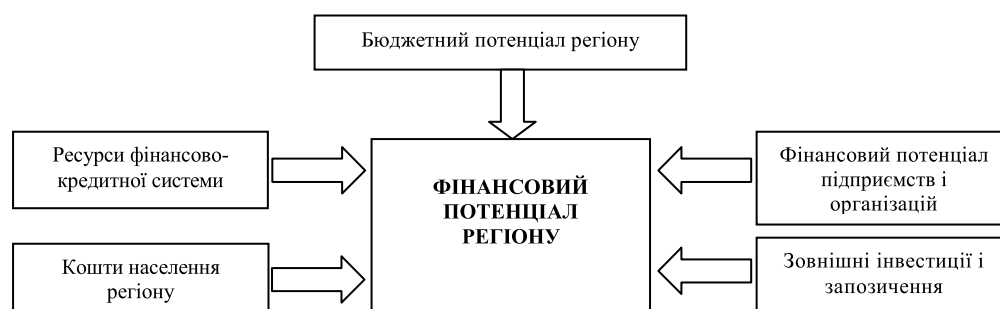 Бюджетний потенціал регіону
Ресурси фінансово-
кредитної системи
ФІНАНСОВИЙ
ПОТЕНЦІАЛ
РЕГІОНУ
Фінансовий потенціал
підприємств і
організацій
Кошти населення
регіону
Зовнішні інвестиції і
запозичення